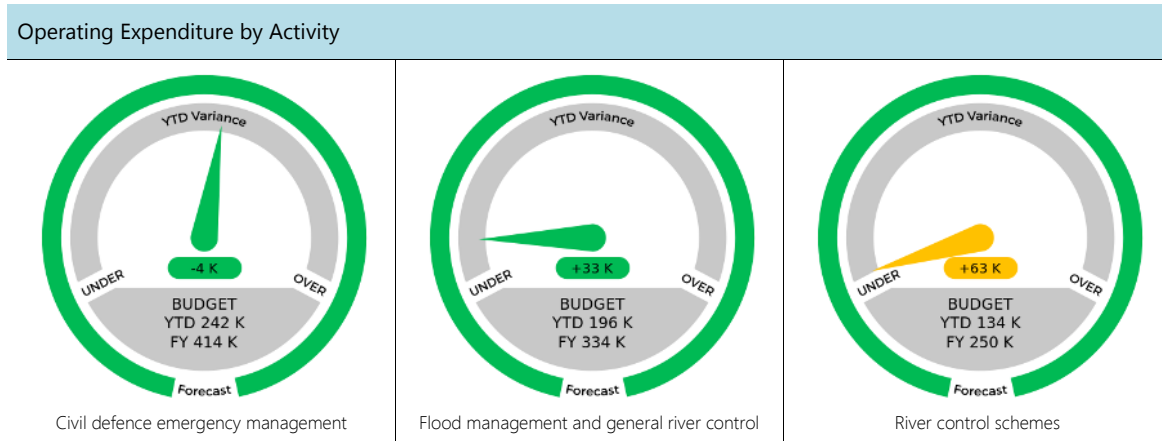 Operating Expenditure by Activity
YTD Variance
-4 K
UNDER
OVER
BUDGET
YTD 242 K
FY 414 K
Forecast
Civil defence emergency management
YTD Variance
+33 K
UNDER
OVER
BUDGET
YTD 196 K
FY 334 K
Forecast
Flood management and general river control
YTD Variance
+63 K
UNDER
OVER
BUDGET
YTD 134 K
FY 250 K
Forecast
River control schemes